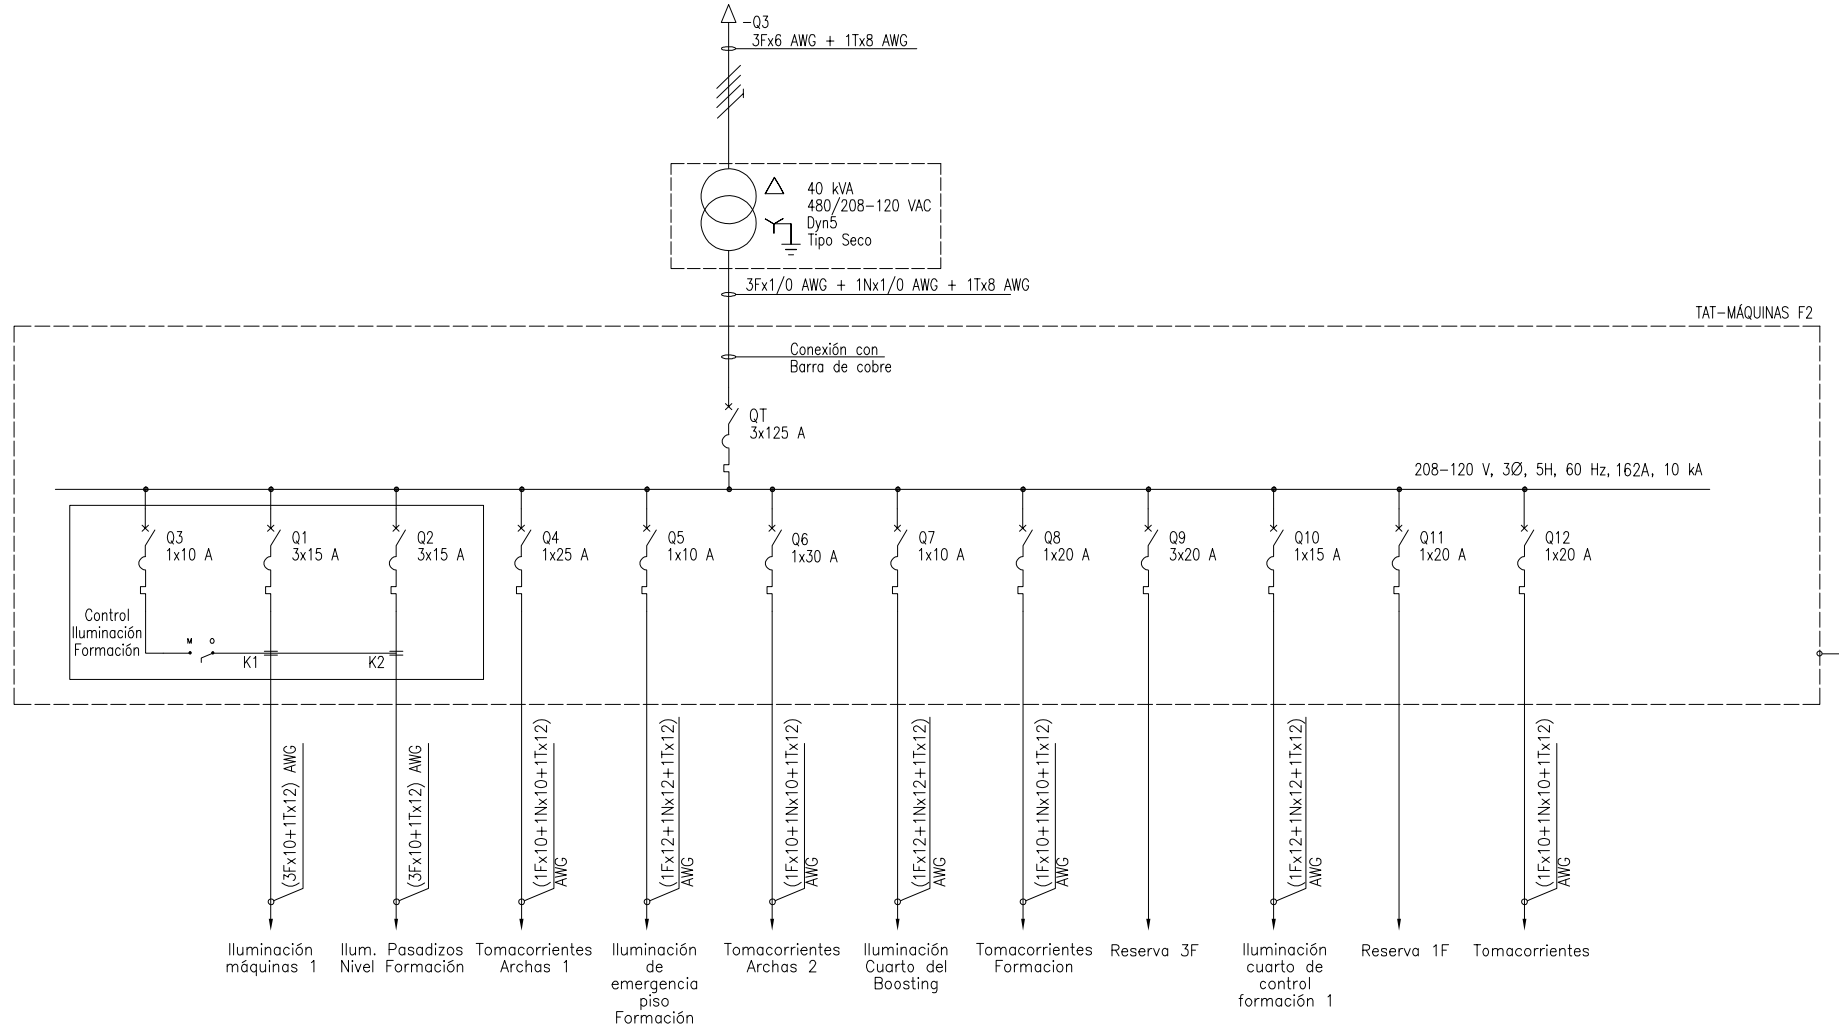 -Q3
3Fx6 AWG + 1Tx8 AWG
40 kVA
480/208-120 VAC
Dyn5
Tipo Seco
3Fx1/0 AWG + 1Nx1/0 AWG + 1Tx8 AWG
TAT-MÁQUINAS F2
Conexión con
Barra de cobre
QT
3x125 A
208-120 V, 3Ø, 5H, 60 Hz, 162A, 10 kA
Q3
1x10 A
Q1
3x15 A
Q2
3x15 A
Q4
1x25 A
Q5
1x10 A
Q6
1x30 A
Q7
1x10 A
Q8
1x20 A
Q9
3x20 A
Q10
1x15 A
Q11
1x20 A
Q12
1x20 A
Control
Iluminación
Formación
M O
K1
K2
(3Fx10+1Tx12) AWG
(3Fx10+1Tx12) AWG
(1Fx10+1Nx10+1Tx12)
AWG
(1Fx12+1Nx12+1Tx12)
AWG
(1Fx10+1Nx10+1Tx12)
AWG
(1Fx12+1Nx12+1Tx12)
AWG
(1Fx10+1Nx10+1Tx12)
AWG
(1Fx12+1Nx12+1Tx12)
AWG
(1Fx10+1Nx10+1Tx12)
AWG
Iluminación
máquinas 1
Ilum. Pasadizos
Nivel Formación
Tomacorrientes
Archas 1
Iluminación
de
emergencia
piso
Formación
Tomacorrientes
Archas 2
Iluminación
Cuarto del
Boosting
Tomacorrientes
Formacion
Reserva 3F
Iluminación
cuarto de
control
formación 1
Reserva 1F
Tomacorrientes